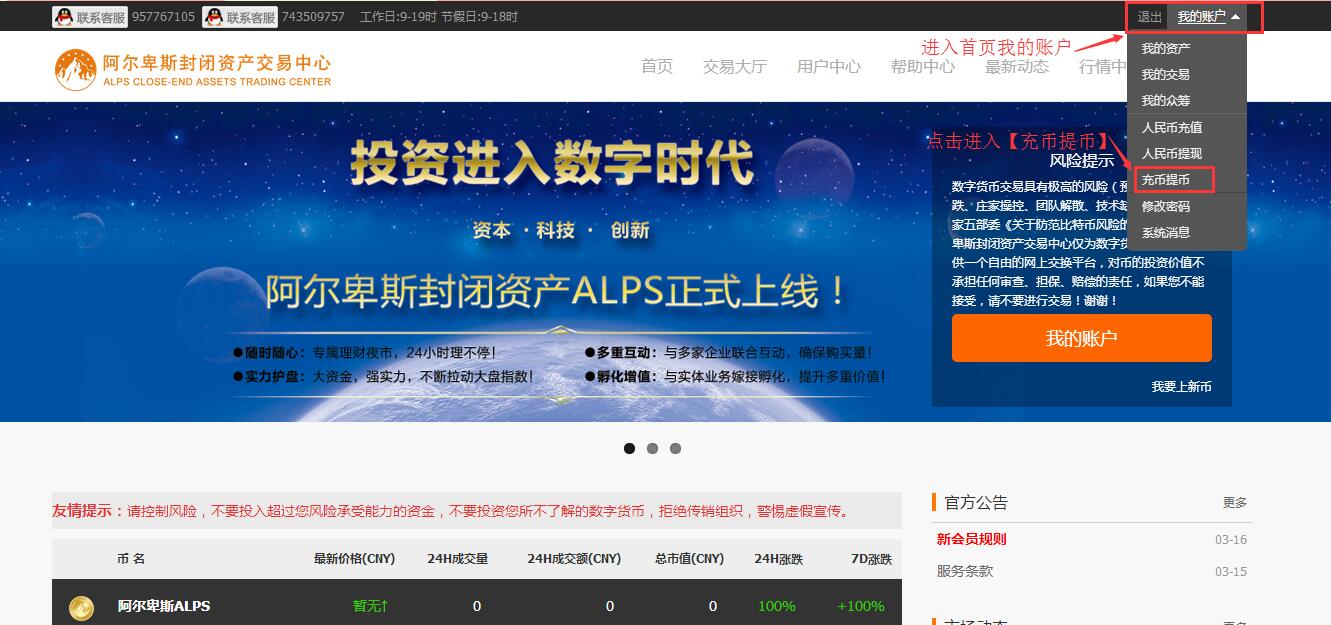 联系客服 957767105 联系客服 743509757 工作日:9-19时 节假日:9-18时
退出 我的账户
进入首页我的账户
阿尔卑斯封闭资产交易中心
ALPS CLOSE-END ASSETS TRADING CENTER
首页 交易大厅 用户中心 帮助中心 最新动态 行情中
我的资产
我的交易
我的众筹
人民币充值
人民币提现
充币提币
修改密码
系统消息
点击进入【充币提币】
投资进入数字时代
资本 · 科技 · 创新
阿尔卑斯封闭资产ALPS正式上线！
●随时随心：专属理财夜市，24小时理不停！
●多重互动：与多家企业联合互动，确保购买量！
●实力护盘：大资金，强实力，不断拉动大盘指数！
●孵化增值：与实体业务嫁接孵化，提升多重价值！
风险提示
数字货币交易具有极高的风险（预
跌、庄家操控、团队解散、技术缺
家五部委《关于防范比特币风险的
卑斯封闭资产交易中心仅为数字货
供一个自由的网上交换平台，对币的投资价值不
承担任何审查、担保、赔偿的责任，如果您不能
接受，请不要进行交易！谢谢！
我的账户
我要上新币
友情提示：请控制风险，不要投入超过您风险承受能力的资金，不要投资您所不了解的数字货币，拒绝传销组织，警惕虚假宣传。
币 名 最新价格(CNY) 24H成交量 24H成交额(CNY) 总市值(CNY) 24H涨跌 7D涨跌
阿尔卑斯ALPS 暂无↑ 0 0 0 100% +100%
官方公告 更多
新会员规则 03-16
服务条款 03-15
市场动态 更多